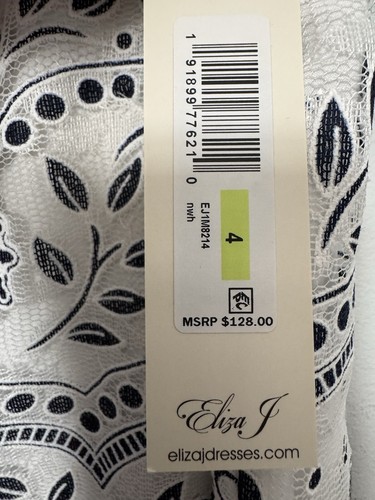 1 91899 77621 0
EJ1M8214
nwh
4
MSRP $128.00
Eliza J
elizajdresses.com